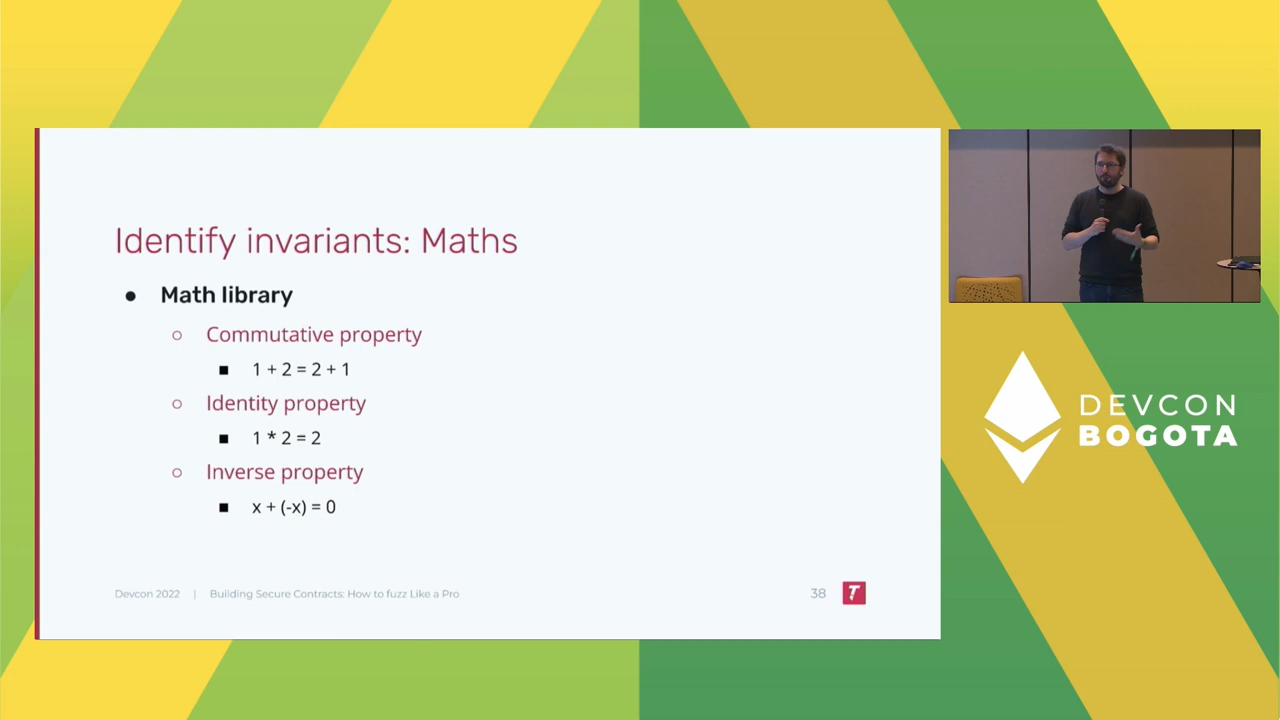 Identify invariants: Maths
● Math library
○ Commutative property
■ 1 + 2 = 2 + 1
○ Identity property
■ 1 * 2 = 2
○ Inverse property
■ x + (-x) = 0
Devcon 2022 | Building Secure Contracts: How to fuzz Like a Pro 38
DEVCON
BOGOTA